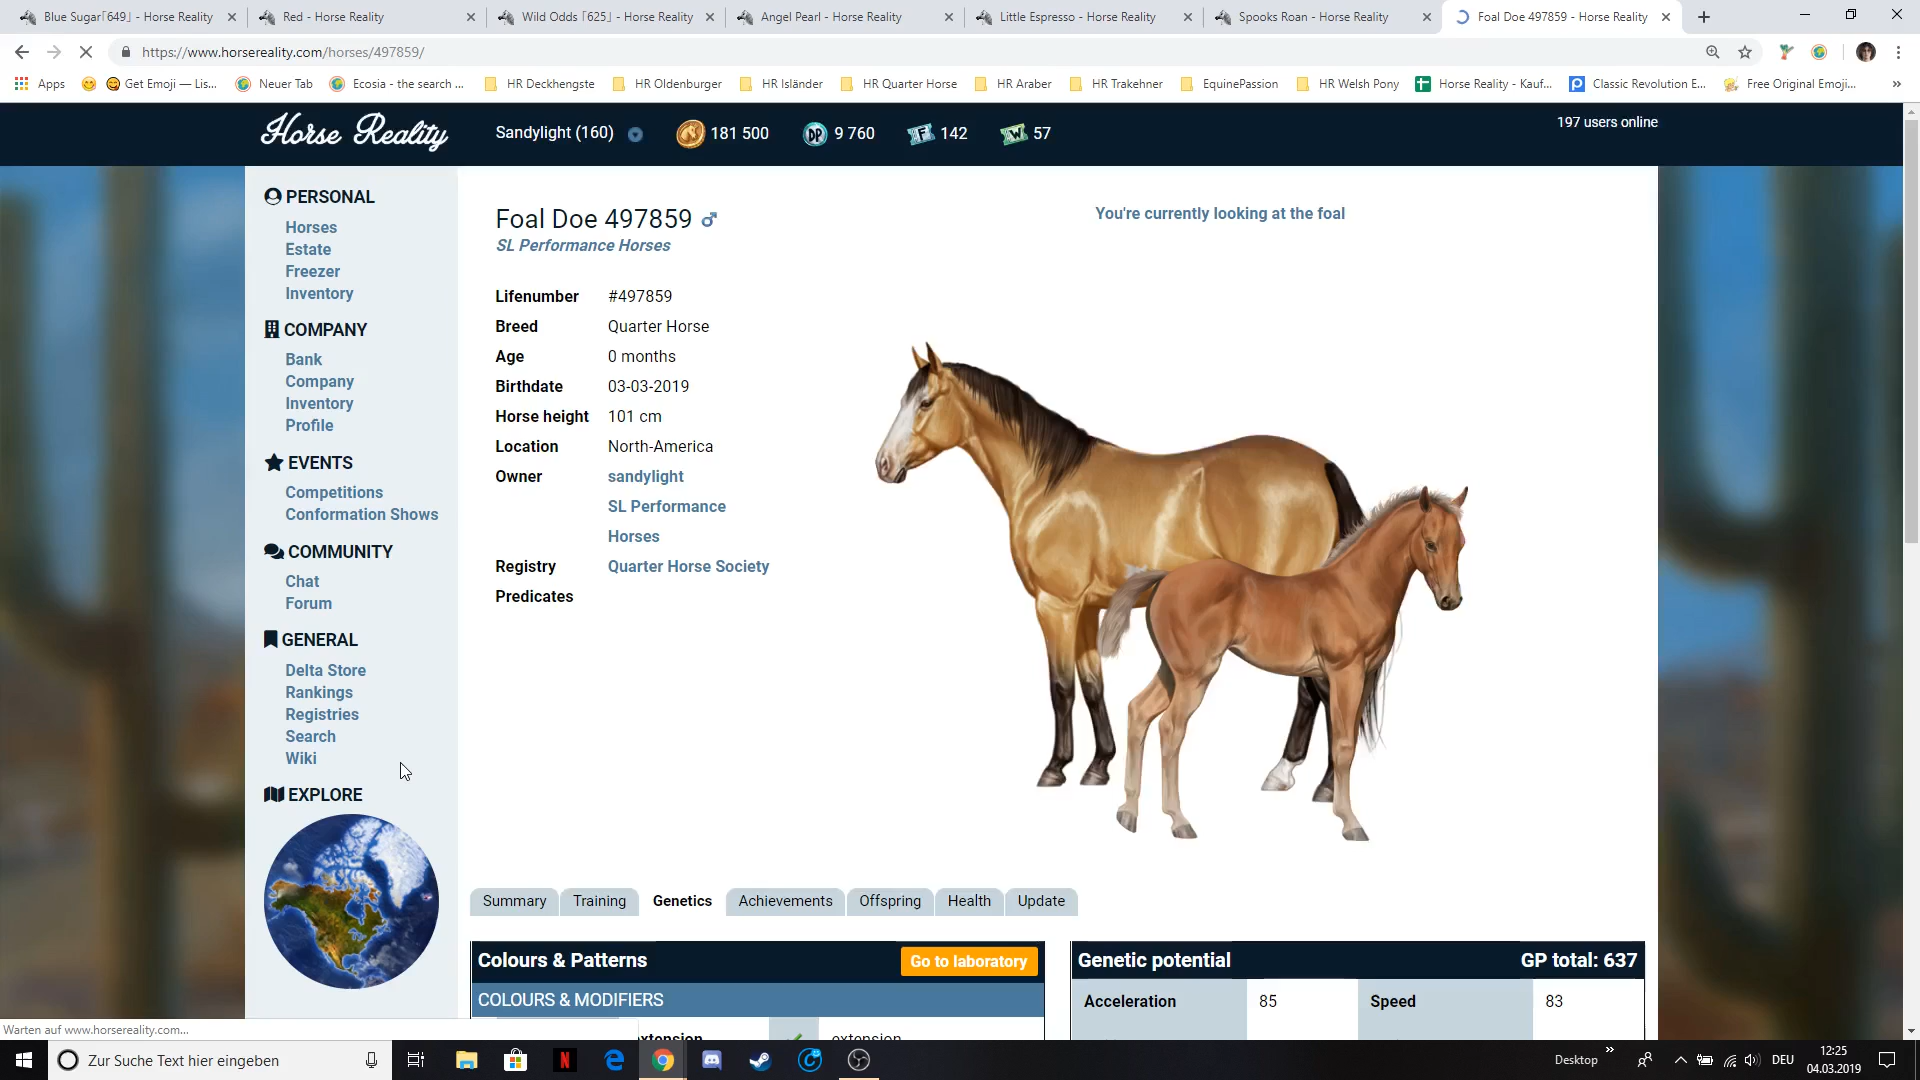 Blue Sugar「649」 - Horse Reality
Red - Horse Reality
Wild Odds 「625」 - Horse Reality
Angel Pearl - Horse Reality
Little Espresso - Horse Reality
Spooks Roan - Horse Reality
Foal Doe 497859 - Horse Reality
https://www.horsereality.com/horses/497859/
Apps
Get Emoji — Lis...
Neuer Tab
Ecosia - the search ...
HR Deckhengste
HR Oldenburger
HR Isländer
HR Quarter Horse
HR Araber
HR Trakehner
EquinePassion
HR Welsh Pony
Horse Reality - Kauf...
Classic Revolution E...
Free Original Emoji...
Horse Reality
Sandylight (160)
181 500
DP 9 760
F 142
W 57
197 users online
PERSONAL
Horses
Estate
Freezer
Inventory
COMPANY
Bank
Company
Inventory
Profile
EVENTS
Competitions
Conformation Shows
COMMUNITY
Chat
Forum
GENERAL
Delta Store
Rankings
Registries
Search
Wiki
EXPLORE
Foal Doe 497859 ♂
SL Performance Horses
You're currently looking at the foal
Lifenumber #497859
Breed Quarter Horse
Age 0 months
Birthdate 03-03-2019
Horse height 101 cm
Location North-America
Owner sandylight
SL Performance
Horses
Registry Quarter Horse Society
Predicates
Summary
Training
Genetics
Achievements
Offspring
Health
Update
Colours & Patterns
Go to laboratory
COLOURS & MODIFIERS
extension
extension
Genetic potential
GP total: 637
Acceleration 85
Speed 83
Warten auf www.horsereality.com...
Zur Suche Text hier eingeben
Desktop
DEU
12:25
04.03.2019